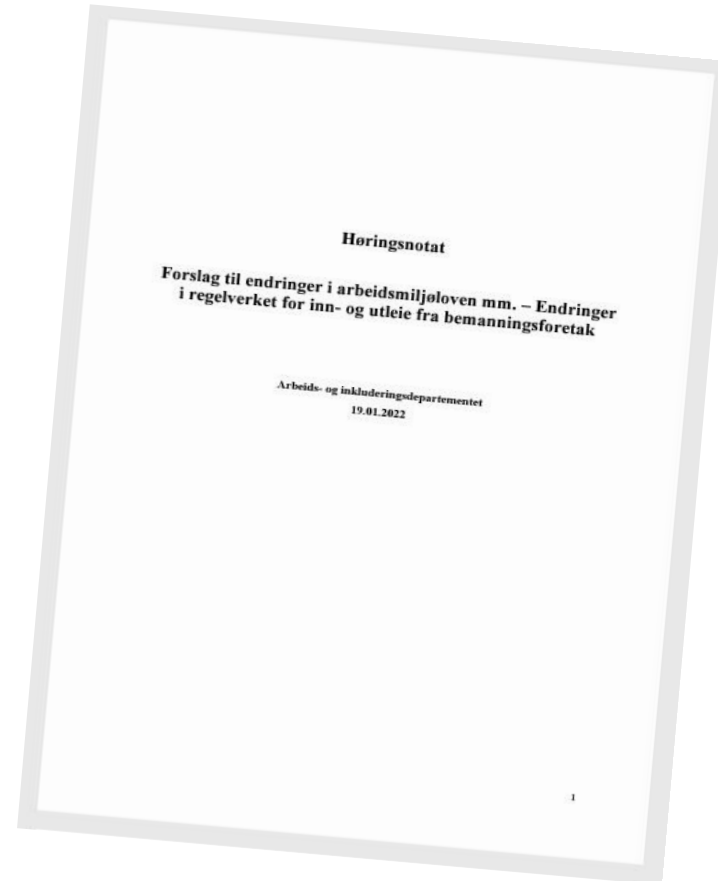 Høringsnotat
Forslag til endringer i arbeidsmiljøloven mm. – Endringer
i regelverket for inn- og utleie fra bemanningsforetak
Arbeids- og inkluderingsdepartementet
19.01.2022
1